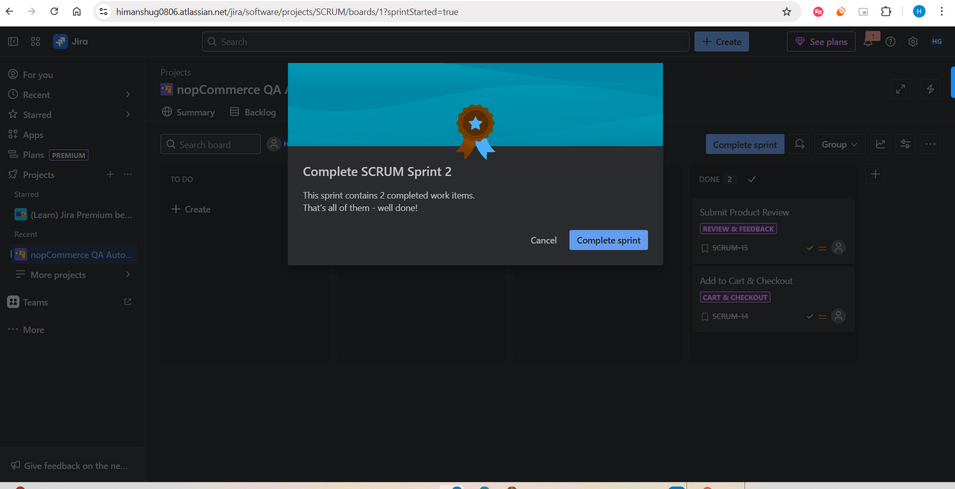 himanshug0806.atlassian.net/jira/software/projects/SCRUM/boards/1?sprintStarted=true
H
Jira
Search
Create
See plans
1
HG
For you
Recent
Starred
Apps
Plans PREMIUM
Projects
Starred
(Learn) Jira Premium be...
Recent
nopCommerce QA Auto...
More projects
Teams
More
Give feedback on the ne...
Projects
nopCommerce QA
Summary
Backlog
Search board
Complete sprint
Group
TO DO
Create
DONE 2
Submit Product Review
REVIEW & FEEDBACK
SCRUM-15
Add to Cart & Checkout
CART & CHECKOUT
SCRUM-14
Complete SCRUM Sprint 2
This sprint contains 2 completed work items.
That's all of them - well done!
Cancel
Complete sprint